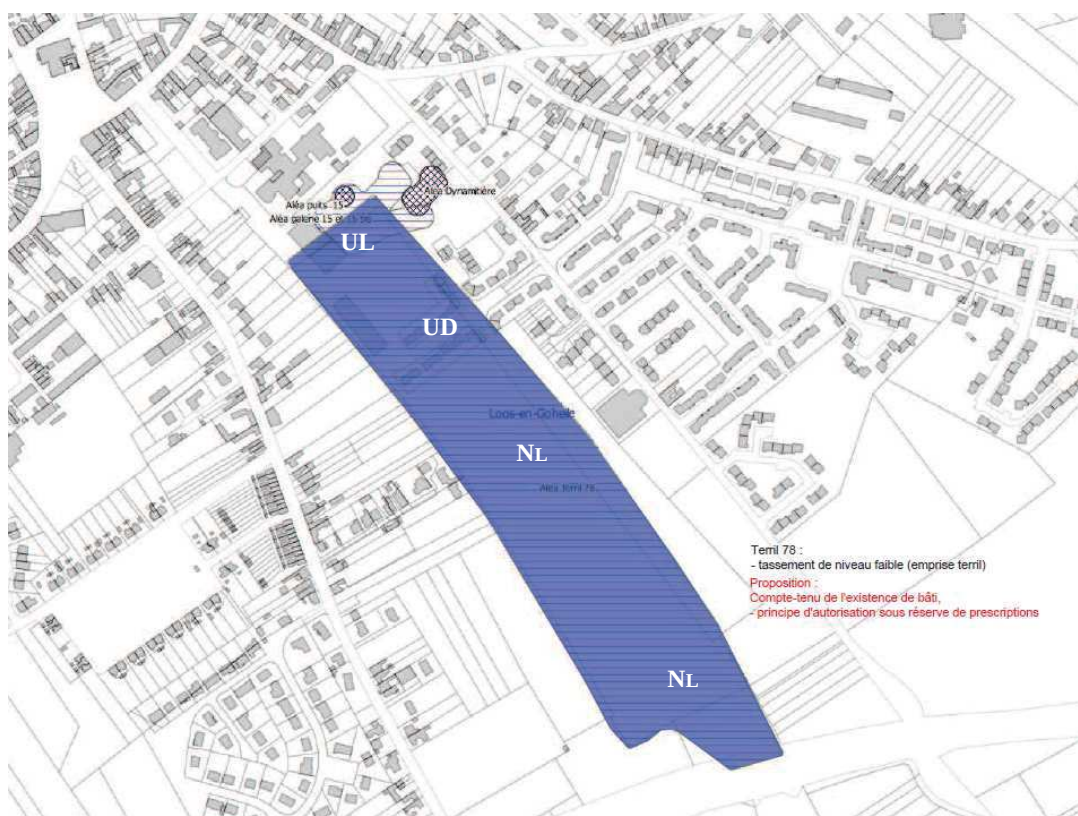 Aléa Dynamitière
Aléa puits 15
Aléa galerie 15 et
UL
UD
Loos-en-Gohelle
NL
Aléa Terril 78
Terril 78 :
- tassement de niveau faible (emprise terril)
Proposition :
Compte-tenu de l'existence de bâti,
- principe d'autorisation sous réserve de prescriptions
NL